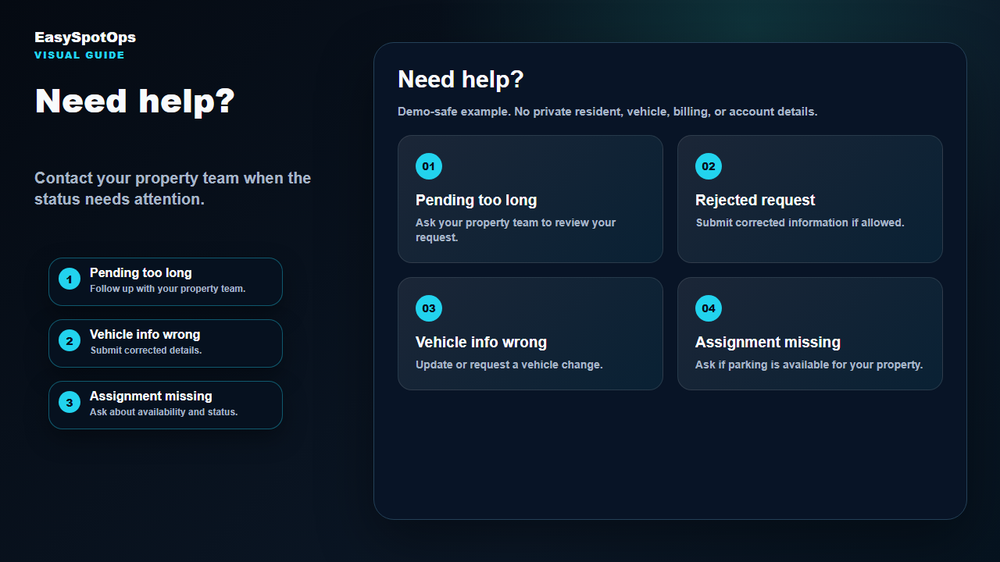 EasySpotOps
VISUAL GUIDE
Need help?
Contact your property team when the
status needs attention.
1
Pending too long
Follow up with your property team.
2
Vehicle info wrong
Submit corrected details.
3
Assignment missing
Ask about availability and status.
Need help?
Demo-safe example. No private resident, vehicle, billing, or account details.
01
Pending too long
Ask your property team to review your
request.
02
Rejected request
Submit corrected information if allowed.
03
Vehicle info wrong
Update or request a vehicle change.
04
Assignment missing
Ask if parking is available for your property.